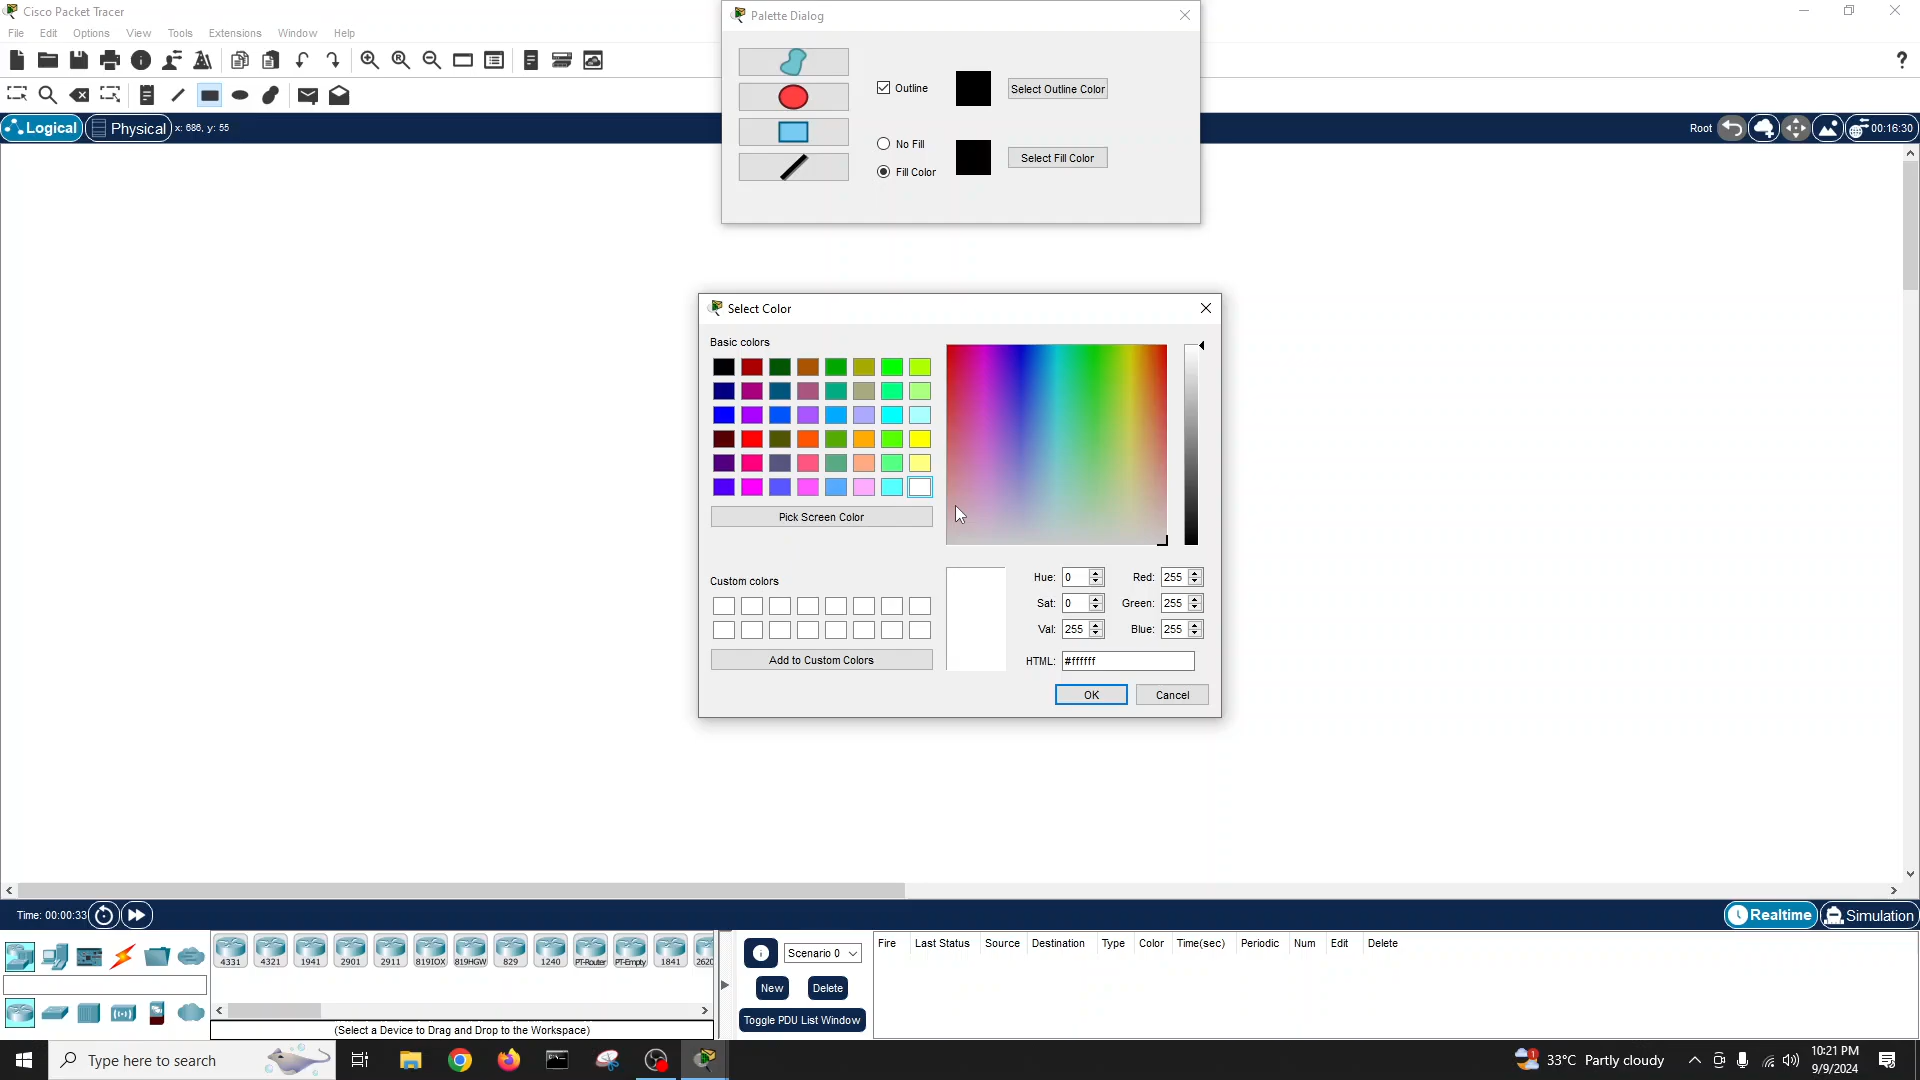 Cisco Packet Tracer
File Edit Options View Tools Extensions Window Help
Palette Dialog
Outline
Select Outline Color
No Fill
Fill Color
Select Fill Color
Logical
Physical
x: 686, y: 55
Root
00:16:30
Select Color
Basic colors
Pick Screen Color
Custom colors
Add to Custom Colors
Hue: 0 Red: 255
Sat: 0 Green: 255
Val: 255 Blue: 255
HTML: #ffffff
OK Cancel
Time: 00:00:33
Realtime
Simulation
4331 4321 1941 2901 2911 819IOX 819HGW 829 1240 PT-Router PT-Empty 1841 2620
(Select a Device to Drag and Drop to the Workspace)
Scenario 0
New Delete
Toggle PDU List Window
Fire Last Status Source Destination Type Color Time(sec) Periodic Num Edit Delete
Type here to search
1
33°C Partly cloudy
10:21 PM
9/9/2024